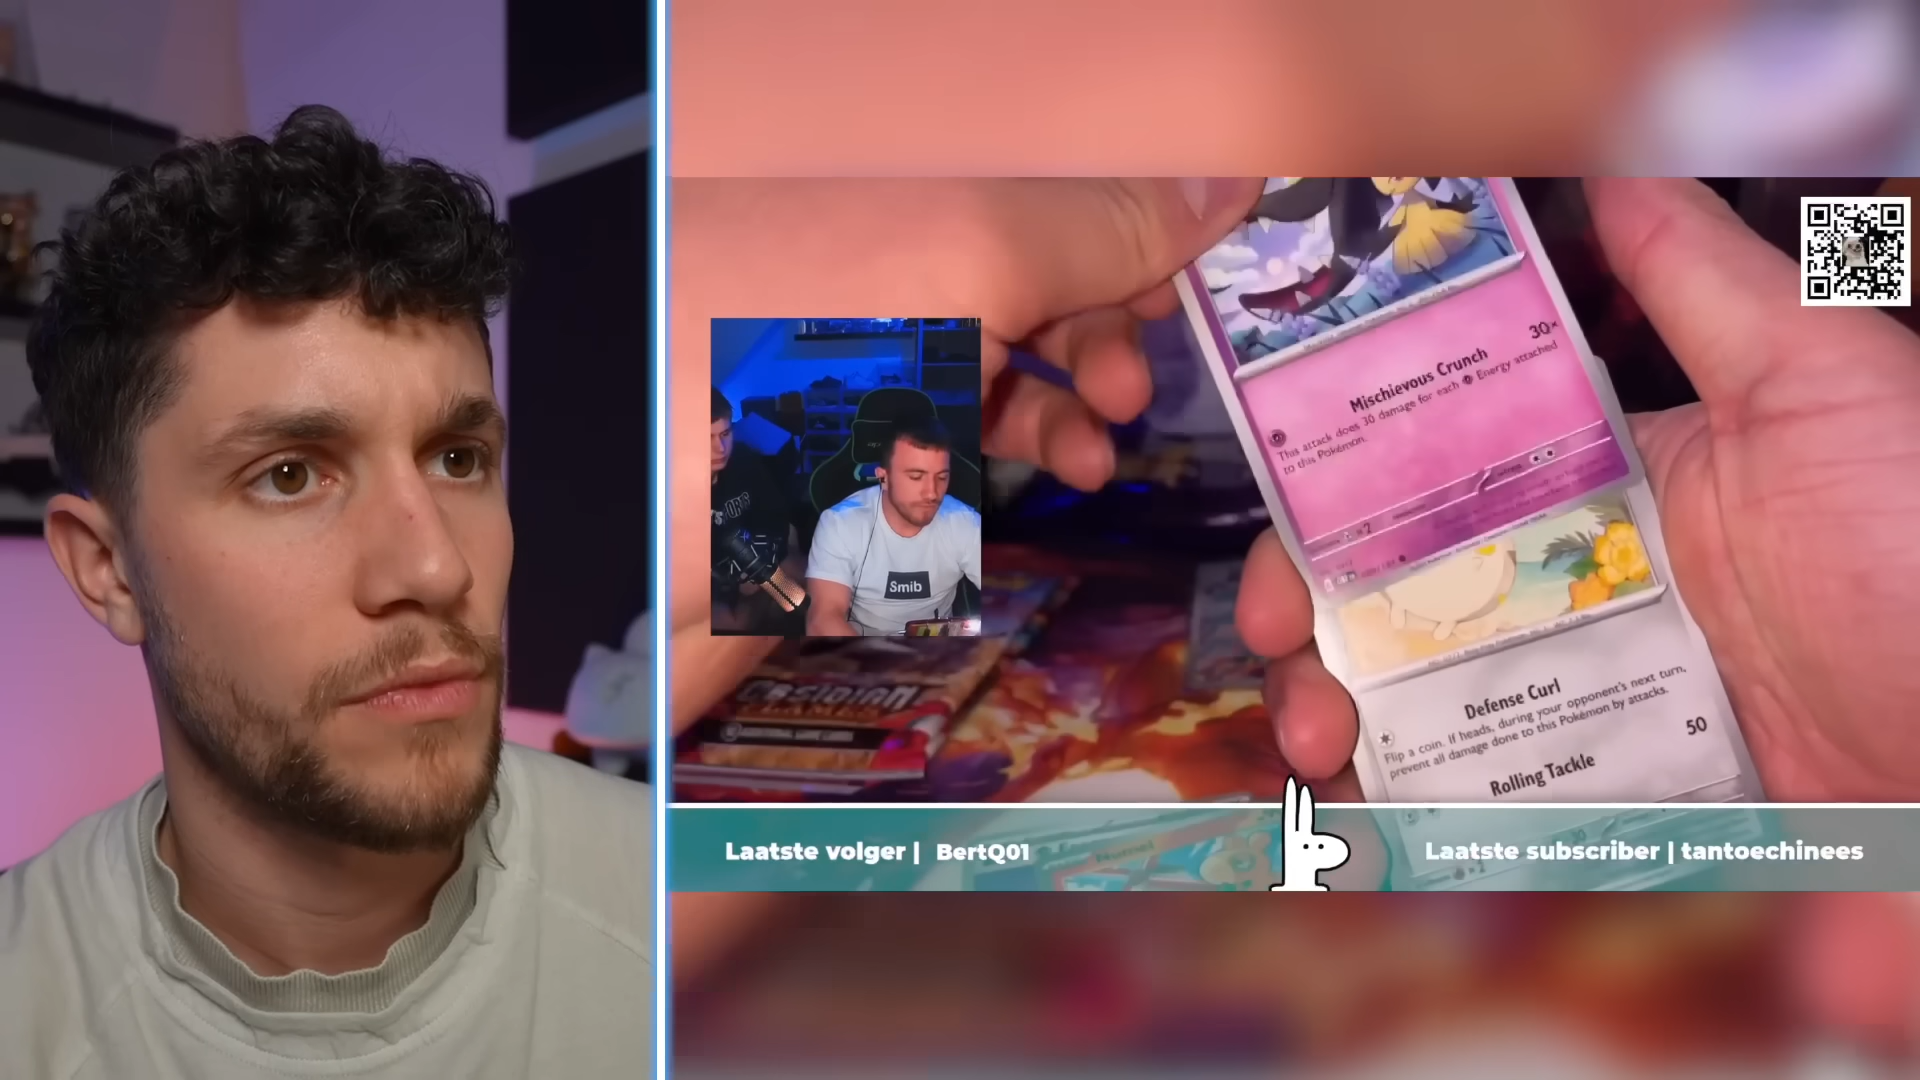 30×
Mischievous Crunch
This attack does 30 damage for each Energy attached
to this Pokémon.
Smib
OBSIDIAN
FLAMES
Defense Curl
Flip a coin. If heads, during your opponent's next turn,
prevent all damage done to this Pokémon by attacks.
50
Rolling Tackle
Laatste volger | BertQ01
Laatste subscriber | tantoechinees